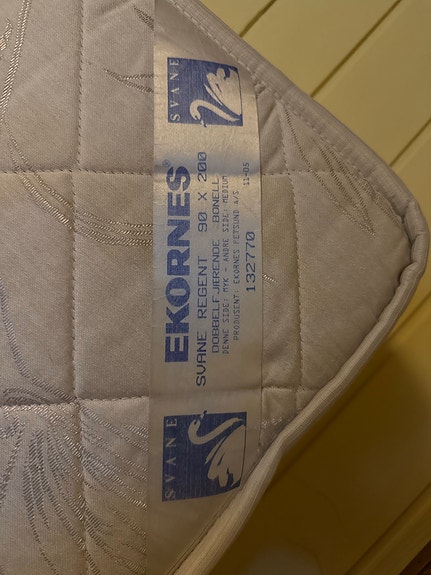 SVANE
EKORNES®
SVANE REGENT 90 X 200
DOBBELFJÆRENDE BONELL
DENNE SIDE: MYK - ANDRE SIDE: MEDIUM
PRODUSENT: EKORNES FETSUND A/S 11-05
132770
SVANE